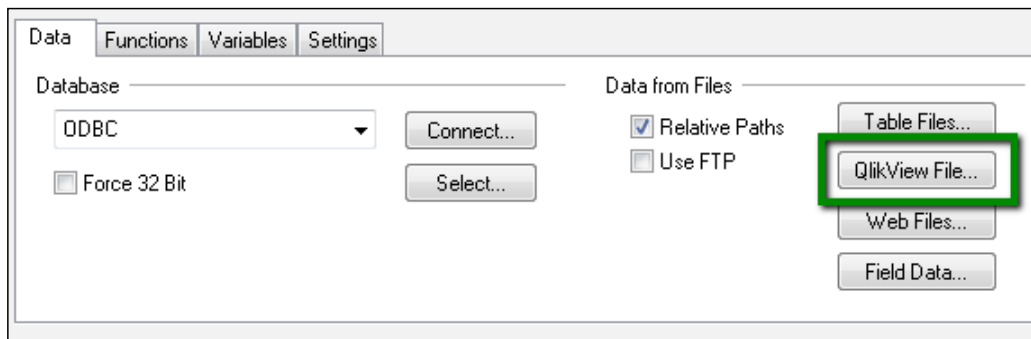 Data Functions Variables Settings
Database
ODBC
Connect...
Force 32 Bit
Select...
Data from Files
Relative Paths
Use FTP
Table Files...
QlikView File...
Web Files...
Field Data...